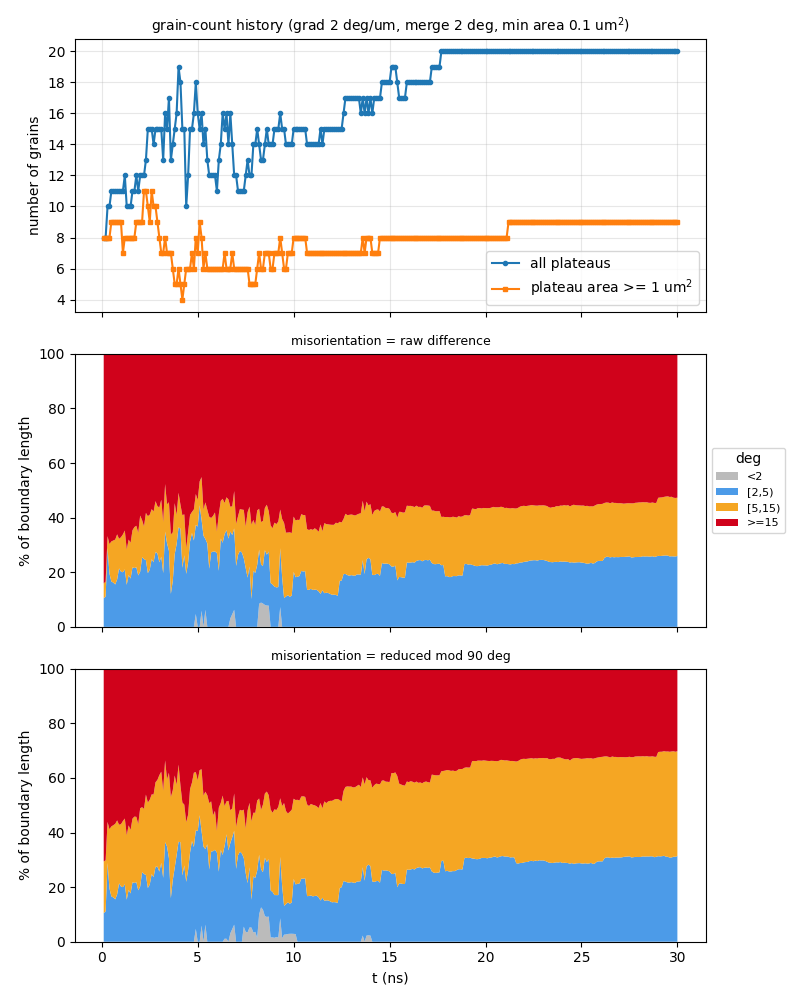 grain-count history (grad 2 deg/um, merge 2 deg, min area 0.1 um²)
20
18
16
14
12
10
8
6
4
number of grains
all plateaus
plateau area >= 1 um²
misorientation = raw difference
100
80
60
40
20
0
% of boundary length
deg
<2
[2,5)
[5,15)
>=15
misorientation = reduced mod 90 deg
100
80
60
40
20
0
% of boundary length
0 5 10 15 20 25 30
t (ns)